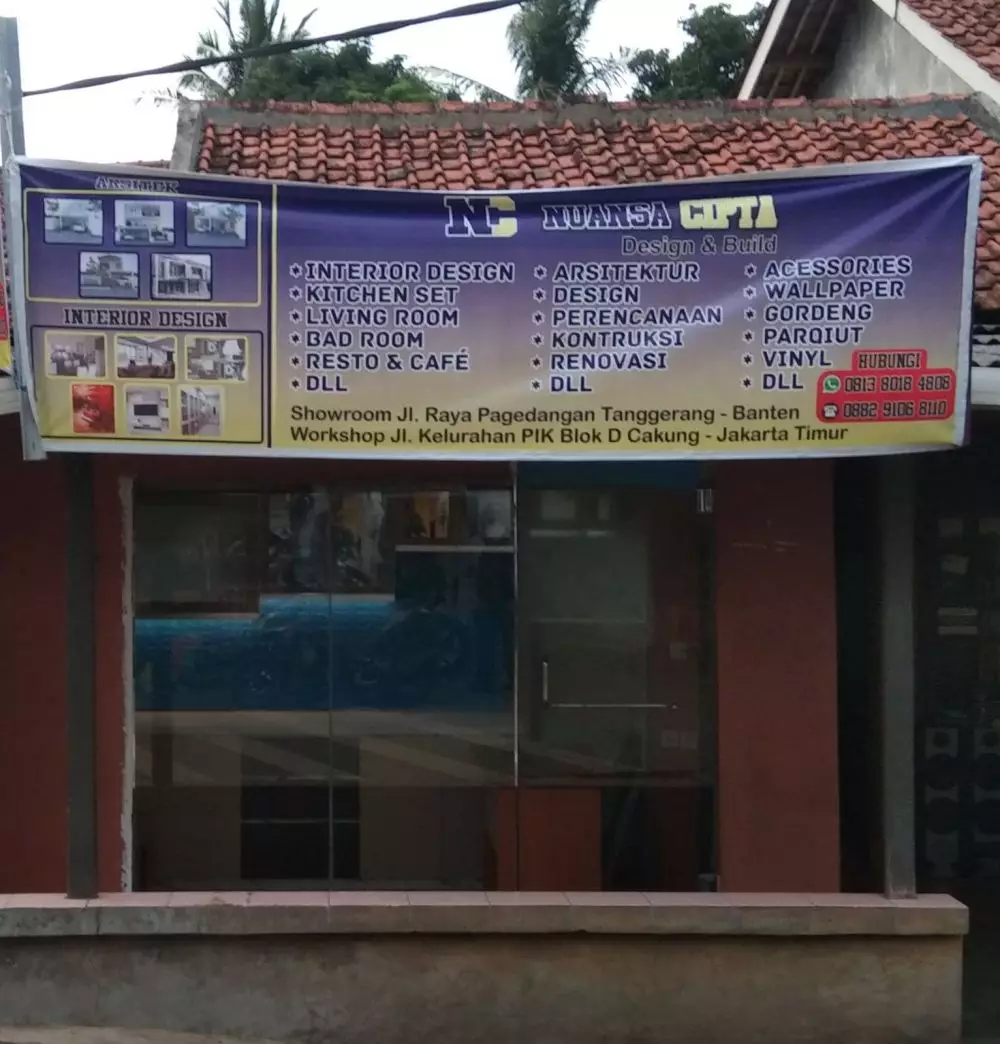 NC NUANSA CIPTA
Design & Build
INTERIOR DESIGN
* INTERIOR DESIGN
* KITCHEN SET
* LIVING ROOM
* BAD ROOM
* RESTO & CAFÉ
* DLL
* ARSITEKTUR
* DESIGN
* PERENCANAAN
* KONTRUKSI
* RENOVASI
* DLL
* ACESSORIES
* WALLPAPER
* GORDENG
* PARQIUT
* VINYL
* DLL
HUBUNGI
0813 8018 4808
0882 9106 8110
Showroom Jl. Raya Pagedangan Tanggerang - Banten
Workshop Jl. Kelurahan PIK Blok D Cakung - Jakarta Timur